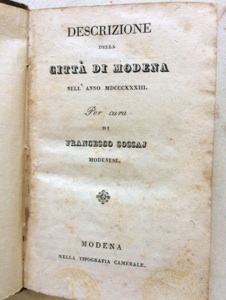 DESCRIZIONE
DELLA
CITTÀ DI MODENA
NELL' ANNO MDCCCXXXIII.
Per cura
DI
FRANCESCO SOSSAJ
MODENESE.
MODENA
NELLA TIPOGRAFIA CAMERALE.